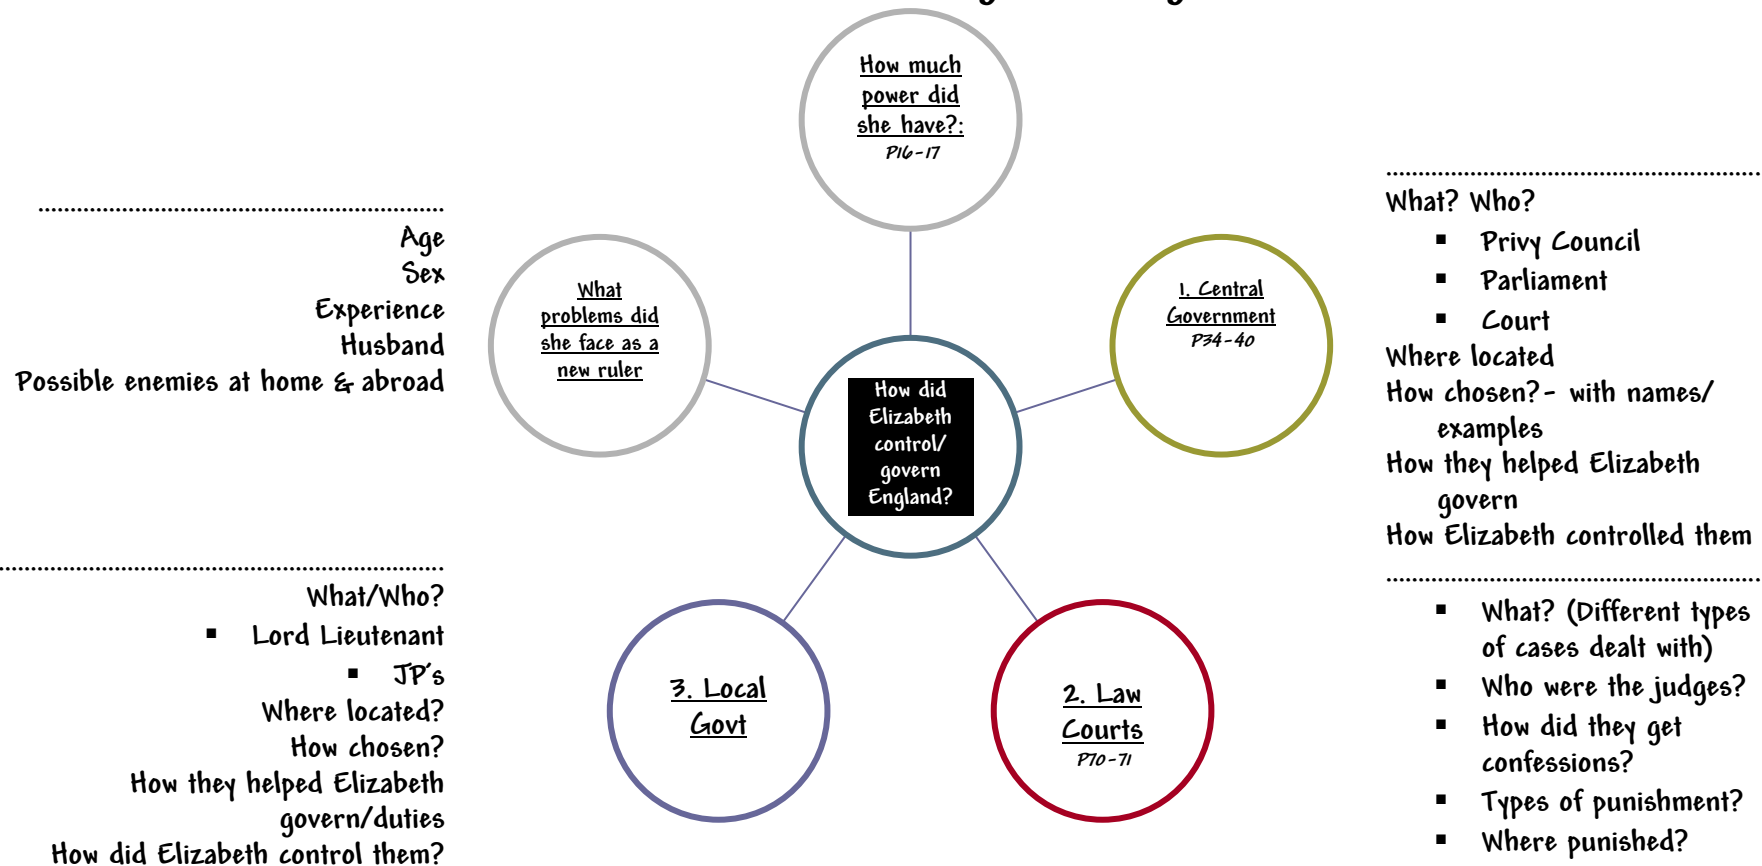 How much
power did
she have?:
P16-17
What
problems did
she face as a
new ruler
1. Central
Government
P34-40
How did
Elizabeth
control/
govern
England?
3. Local
Govt
2. Law
Courts
P70-71
Age
Sex
Experience
Husband
Possible enemies at home & abroad
What/Who?
▪ Lord Lieutenant
▪ JP's
Where located?
How chosen?
How they helped Elizabeth
govern/duties
How did Elizabeth control them?
What? Who?
▪ Privy Council
▪ Parliament
▪ Court
Where located
How chosen?- with names/
examples
How they helped Elizabeth
govern
How Elizabeth controlled them
▪ What? (Different types
of cases dealt with)
▪ Who were the judges?
▪ How did they get
confessions?
▪ Types of punishment?
▪ Where punished?